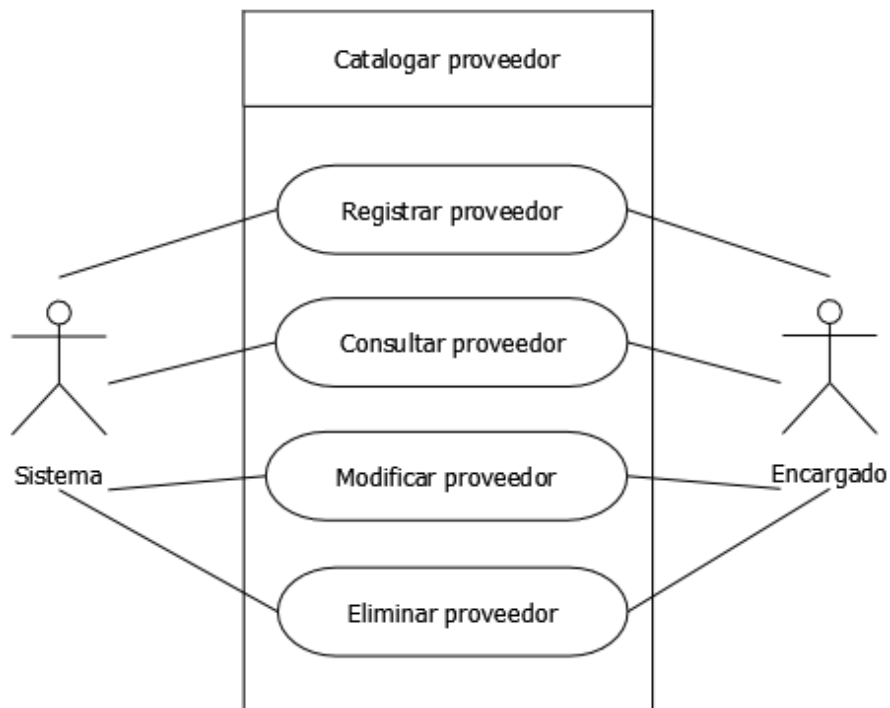 Catalogar proveedor
Registrar proveedor
Consultar proveedor
Sistema
Modificar proveedor
Encargado
Eliminar proveedor